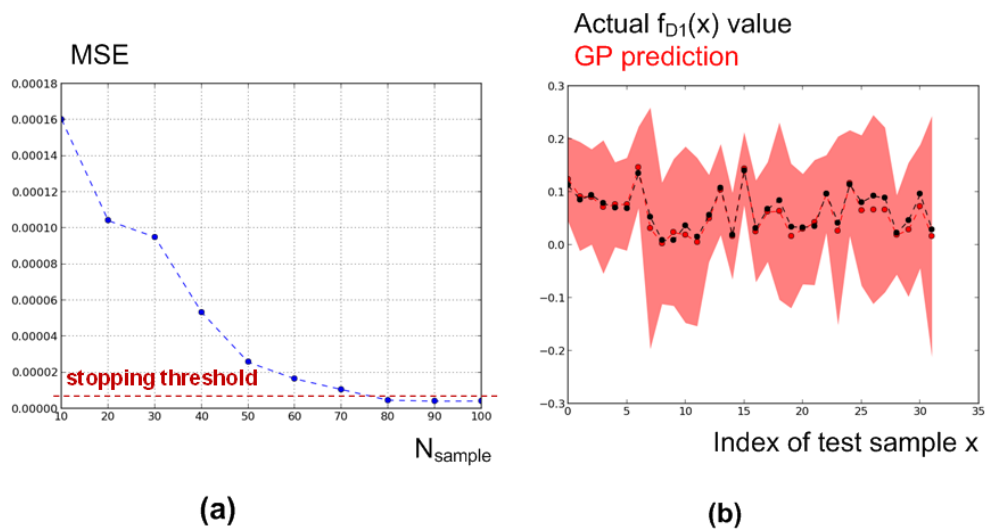 MSE
0.00018
0.00016
0.00014
0.00012
0.00010
0.00008
0.00006
0.00004
0.00002
0.00000
stopping threshold
10 20 30 40 50 60 70 80 90 100
N_sample
(a)
Actual f_D1(x) value
GP prediction
0.3
0.2
0.1
0.0
−0.1
−0.2
−0.3
0 5 10 15 20 25 30 35
Index of test sample x
(b)